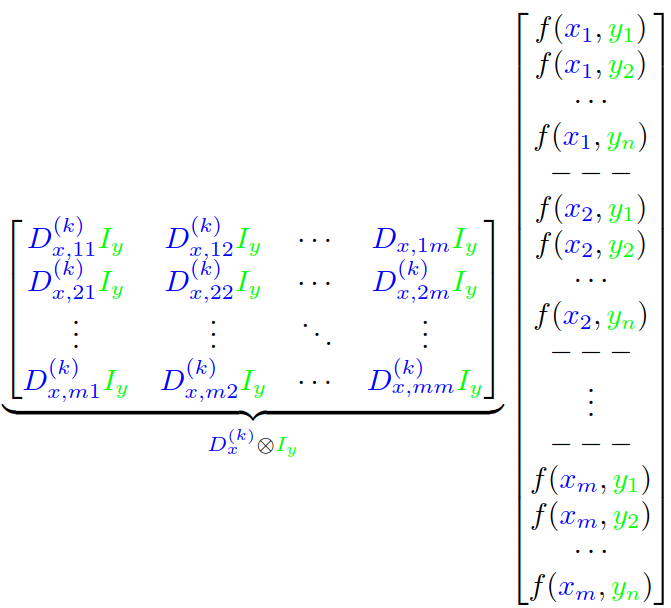 f(x_1, y_1)
f(x_1, y_2)
⋯
f(x_1, y_n)
− − −
f(x_2, y_1)
D_{x,11}^{(k)} I_y   D_{x,12}^{(k)} I_y   ⋯   D_{x,1m} I_y
f(x_2, y_2)
D_{x,21}^{(k)} I_y   D_{x,22}^{(k)} I_y   ⋯   D_{x,2m}^{(k)} I_y
⋯
⋮   ⋮   ⋱   ⋮
f(x_2, y_n)
− − −
D_{x,m1}^{(k)} I_y   D_{x,m2}^{(k)} I_y   ⋯   D_{x,mm}^{(k)} I_y
⋮
D_x^{(k)} ⊗ I_y
− − −
f(x_m, y_1)
f(x_m, y_2)
⋯
f(x_m, y_n)